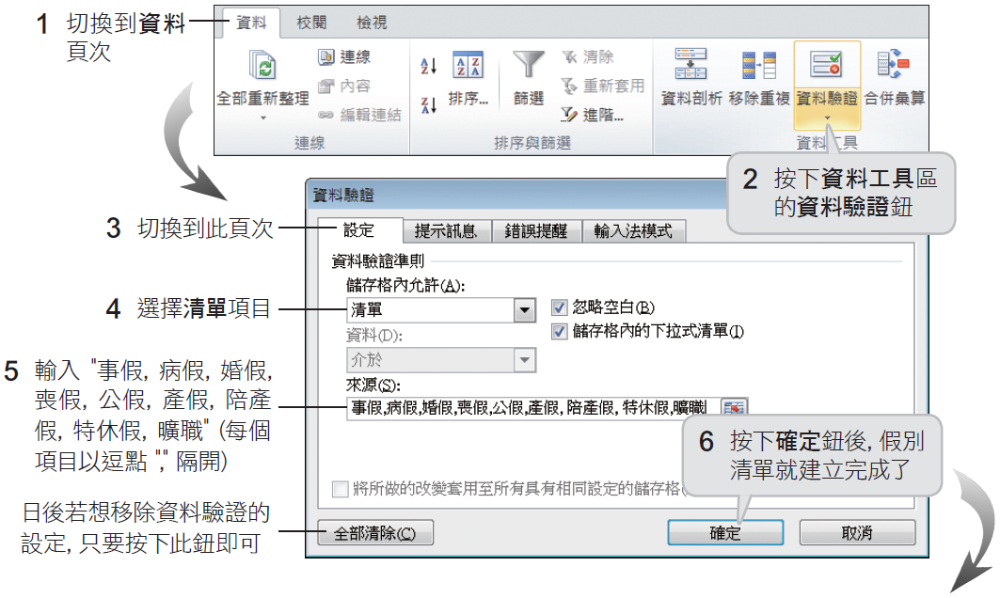 1 切換到資料
頁次
資料 校閱 檢視
全部重新整理
連線
內容
編輯連結
連線
排序...
篩選
清除
重新套用
進階...
排序與篩選
資料剖析 移除重複 資料驗證 合併彙算
資料工具
2 按下資料工具區
的資料驗證鈕
資料驗證
3 切換到此頁次
設定 提示訊息 錯誤提醒 輸入法模式
資料驗證準則
儲存格內允許(A):
4 選擇清單項目
清單
忽略空白(B)
儲存格內的下拉式清單(I)
資料(D):
介於
來源(S):
事假,病假,婚假,喪假,公假,產假, 陪產假, 特休假,曠職
5 輸入 "事假, 病假, 婚假,
喪假, 公假, 產假, 陪產
假, 特休假, 曠職" (每個
項目以逗點 "," 隔開)
6 按下確定鈕後, 假別
清單就建立完成了
將所做的改變套用至所有具有相同設定的儲存格(
日後若想移除資料驗證的
設定, 只要按下此鈕即可
全部清除(C)
確定
取消